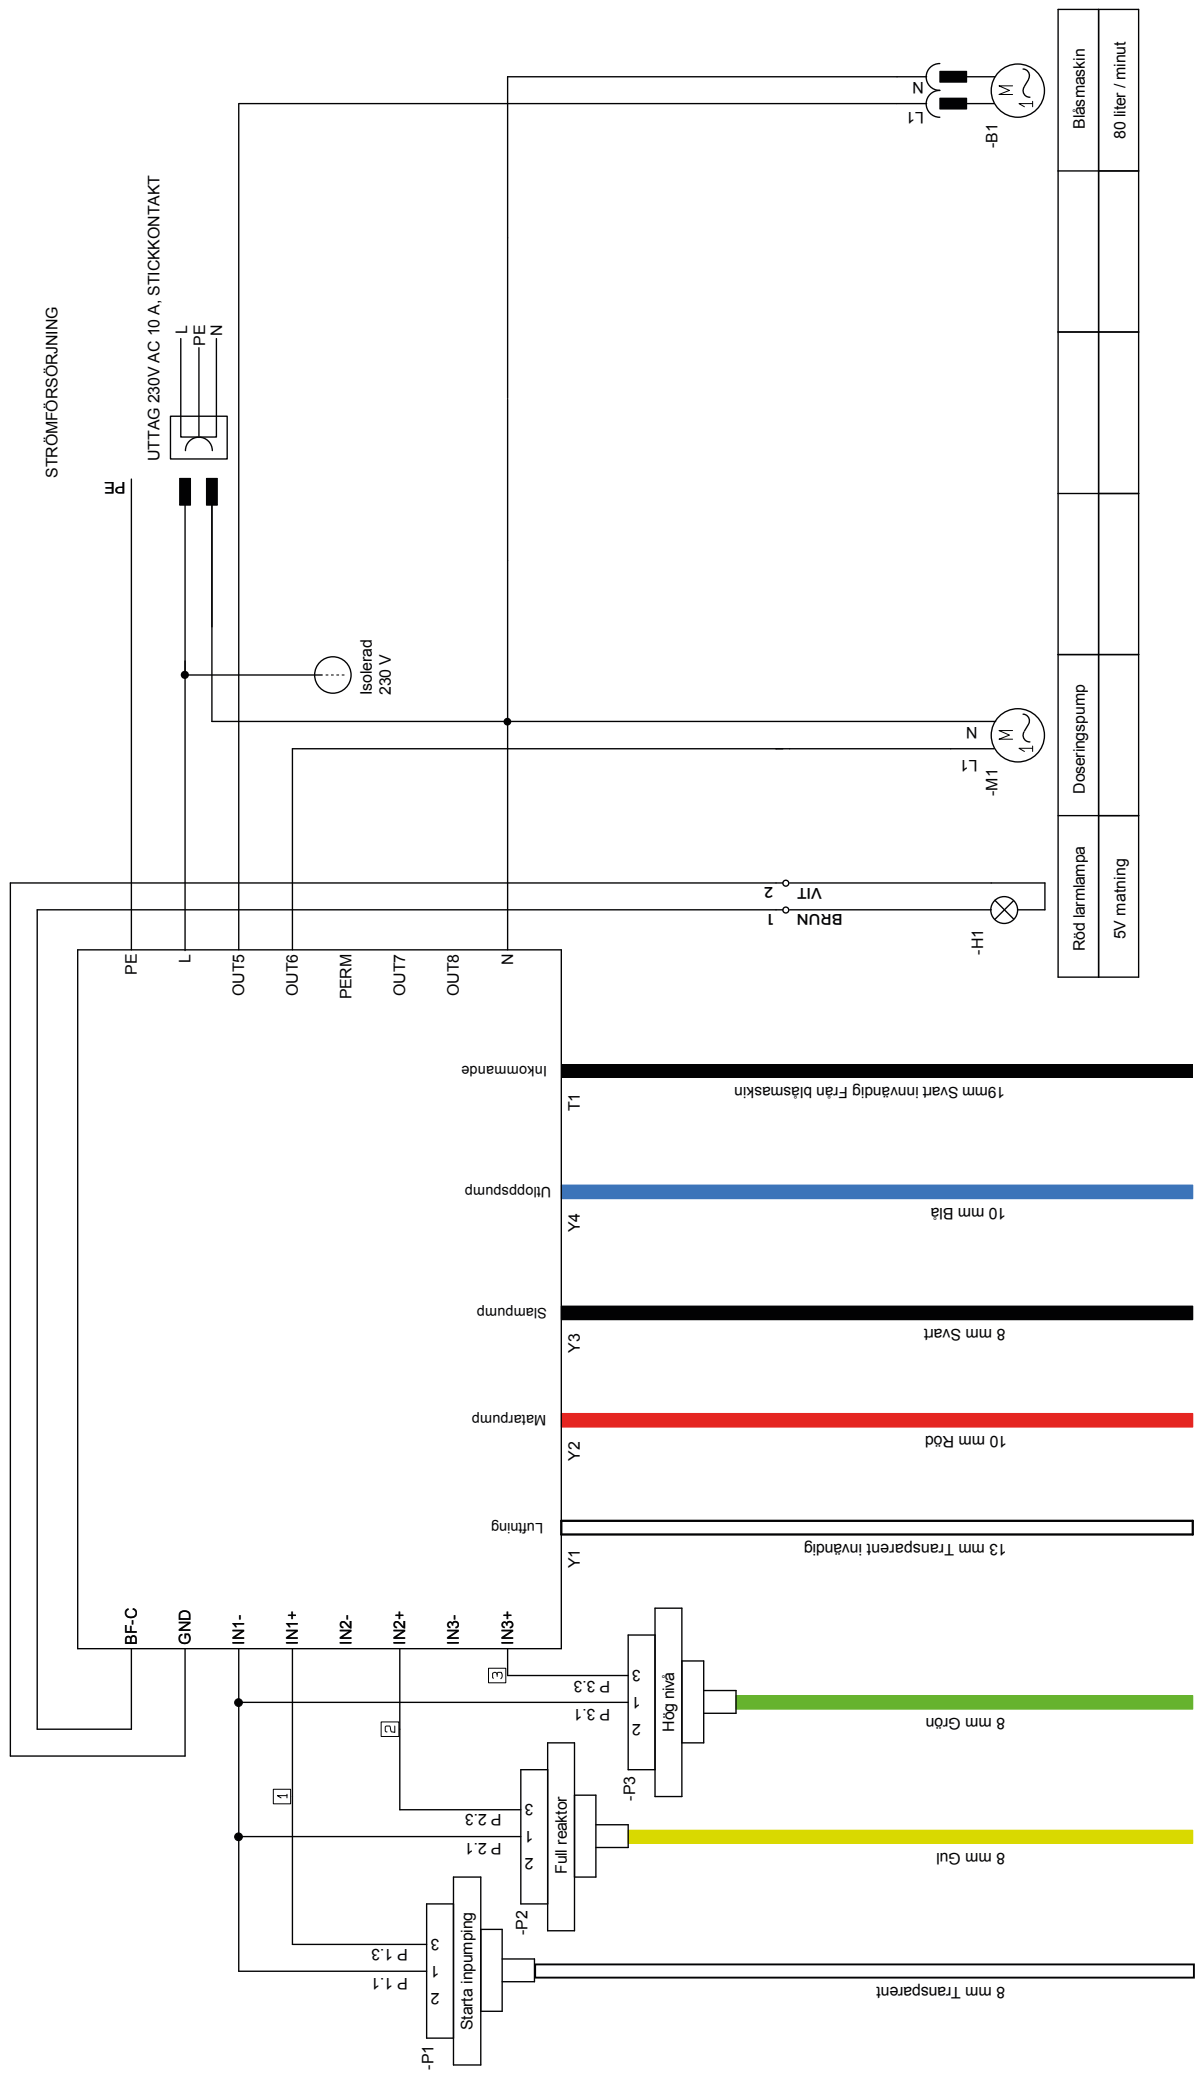 STRÖMFÖRSÖRJNING
UTTAG 230V AC 10 A, STICKKONTAKT
L
PE
N
PE
Isolerad
230 V
N
L1
-B1
Blåsmaskin
80 liter / minut
N
L1
-M1
Doseringspump
2
VIT
1
BRUN
-H1
Röd larmlampa
5V matning
PE
L
OUT5
OUT6
PERM
OUT7
OUT8
N
M
1
M
1
Inkommande
T1
19mm Svart innvändig Från blåsmaskin
Utloppspump
Y4
10 mm Blå
Slampump
Y3
8 mm Svart
Matarpump
Y2
10 mm Röd
Luftning
Y1
13 mm Transparent invändig
BF-C
GND
IN1-
IN1+
IN2-
IN2+
IN3-
IN3+
1
2
3
P 3.3
P 3.1
3
1
2
Hög nivå
-P3
8 mm Grön
P 2.3
P 2.1
3
1
2
Full reaktor
-P2
8 mm Gul
P 1.3
P 1.1
3
1
2
Starta inpumping
-P1
8 mm Transparent